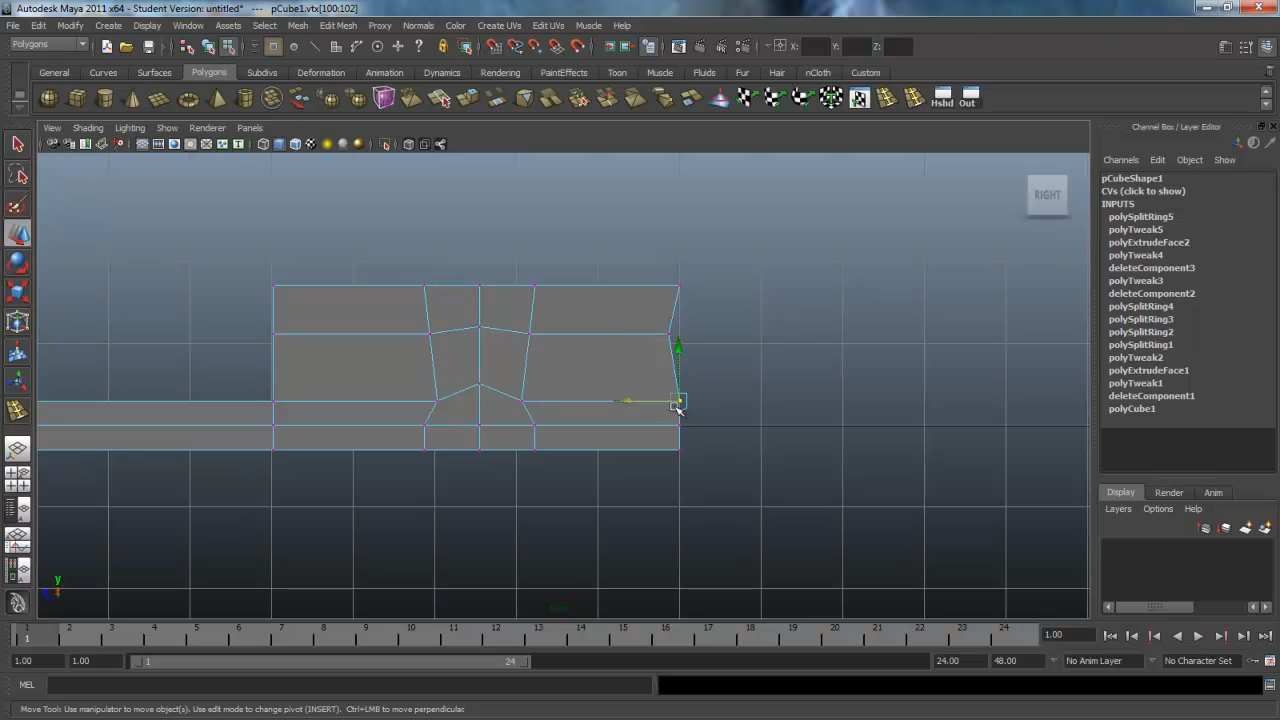 Autodesk Maya 2011 x64 - Student Version: untitled* --- pCube1.vtx[100:102]
File Edit Modify Create Display Window Assets Select Mesh Edit Mesh Proxy Normals Color Create UVs Edit UVs Muscle Help
Polygons X: Y: Z:
General Curves Surfaces Polygons Subdivs Deformation Animation Dynamics Rendering PaintEffects Toon Muscle Fluids Fur Hair nCloth Custom
Hshd Out
View Shading Lighting Show Renderer Panels
RIGHT
Channel Box / Layer Editor
Channels Edit Object Show
pCubeShape1
CVs (click to show)
INPUTS
polySplitRing5
polyTweak5
polyExtrudeFace2
polyTweak4
deleteComponent3
polyTweak3
deleteComponent2
polySplitRing4
polySplitRing3
polySplitRing2
polySplitRing1
polyTweak2
polyExtrudeFace1
polyTweak1
deleteComponent1
polyCube1
Display Render Anim
Layers Options Help
y
1 2 3 4 5 6 7 8 9 10 11 12 13 14 15 16 17 18 19 20 21 22 23 24
1 1.00
1.00 1.00 1 24 24.00 48.00 No Anim Layer No Character Set
MEL
Move Tool: Use manipulator to move object(s). Use edit mode to change pivot (INSERT). Ctrl+LMB to move perpendicular.